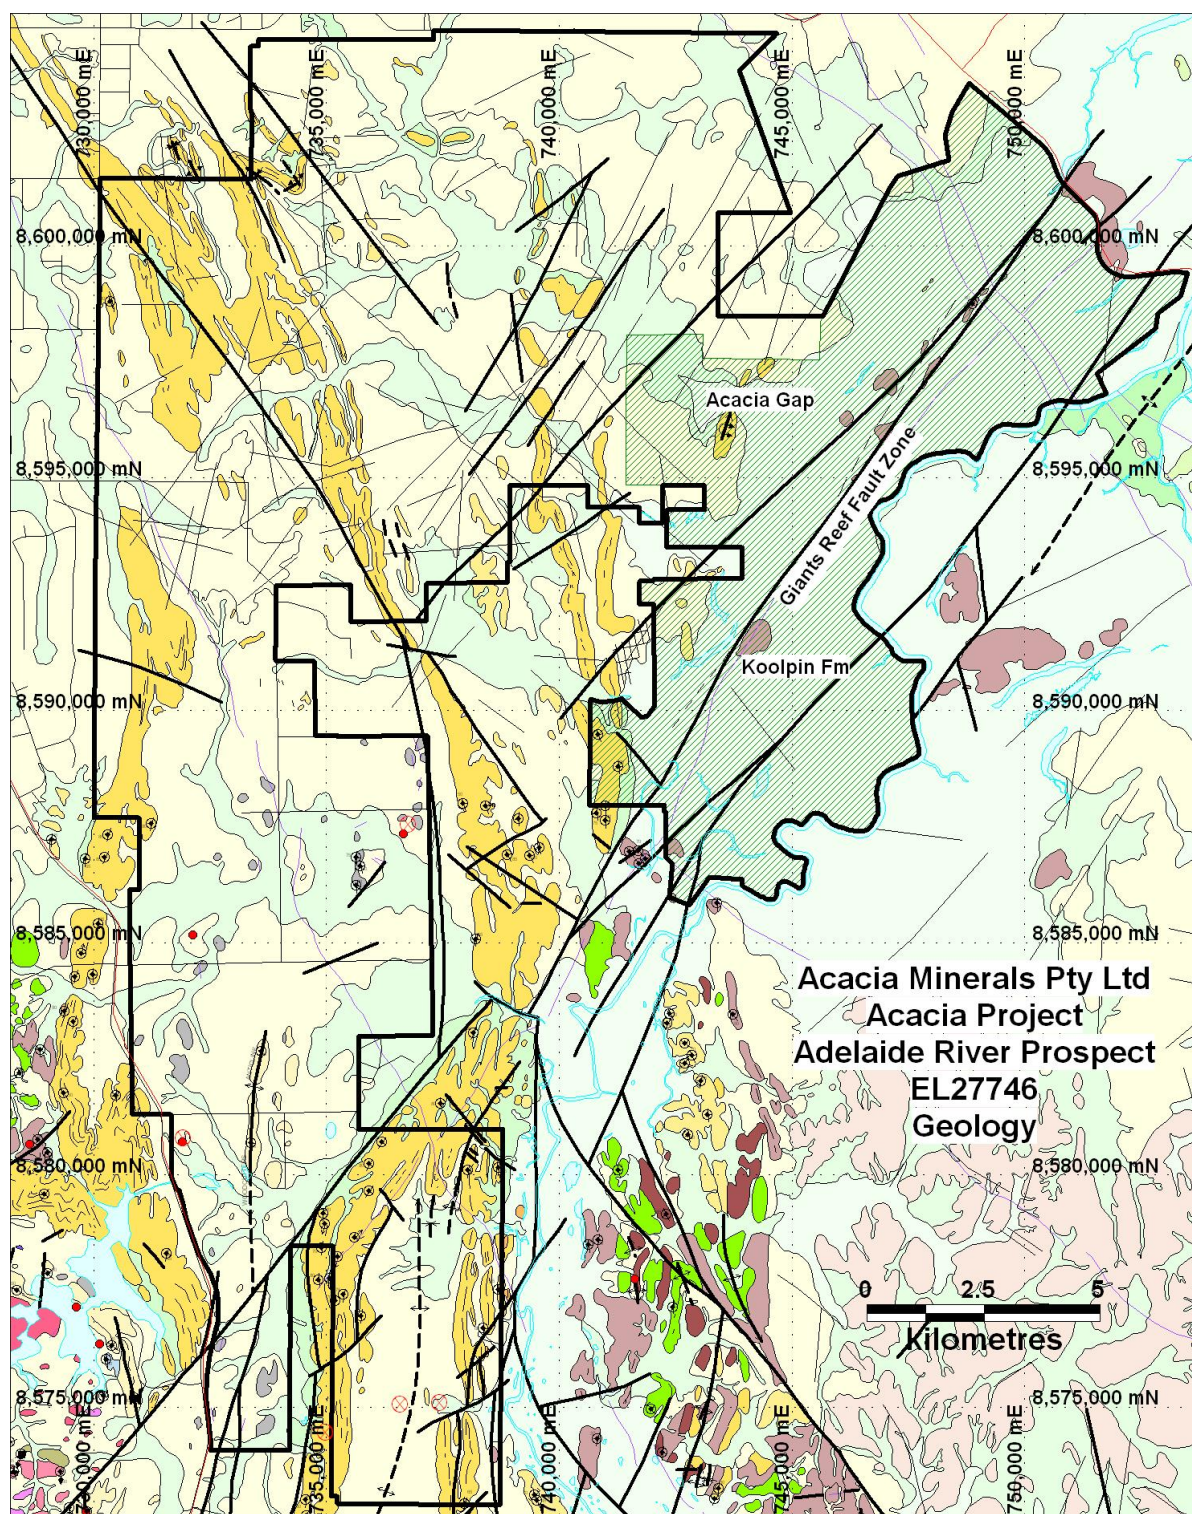 730,000 mE
735,000 mE
740,000 mE
745,000 mE
750,000 mE
8,600,000 mN
8,600,000 mN
Acacia Gap
8,595,000 mN
8,595,000 mN
Giants Reef Fault Zone
Koolpin Fm
8,590,000 mN
8,590,000 mN
8,585,000 mN
8,585,000 mN
Acacia Minerals Pty Ltd
Acacia Project
Adelaide River Prospect
EL27746
Geology
8,580,000 mN
8,580,000 mN
0 2.5 5
kilometres
8,575,000 mN
8,575,000 mN
730,000 mE
735,000 mE
740,000 mE
745,000 mE
750,000 mE